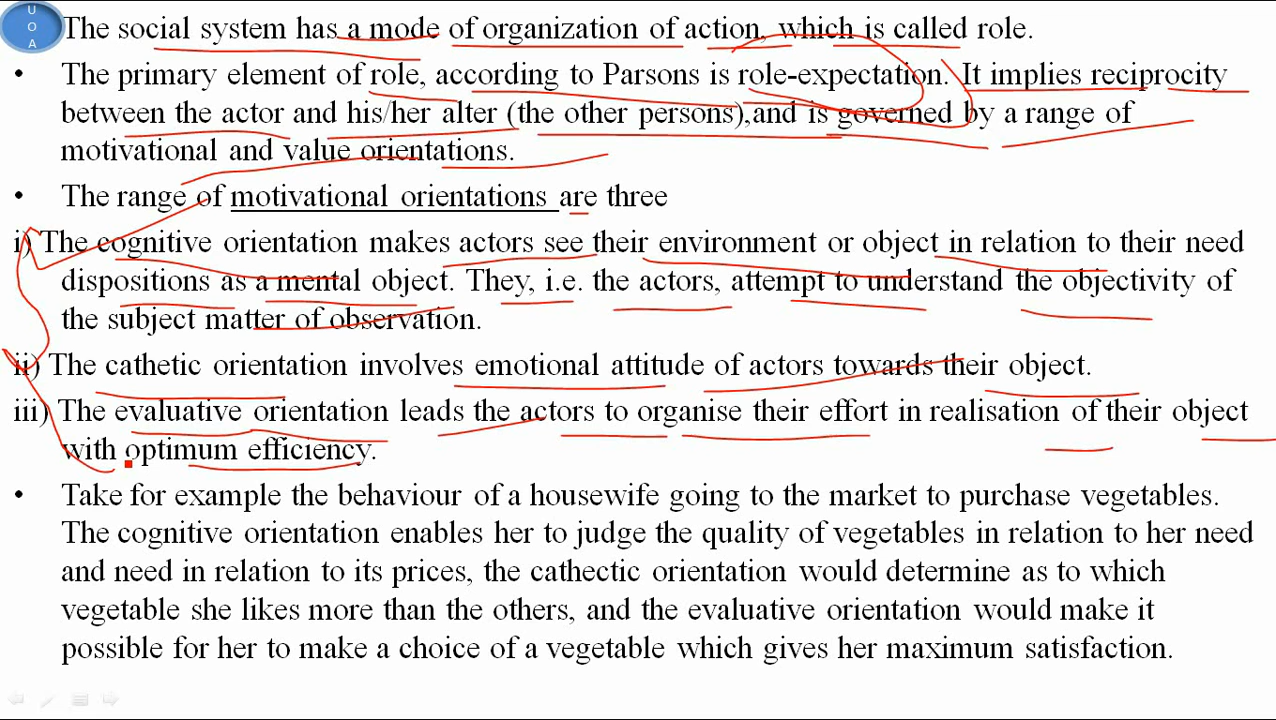 U
O
A
The social system has a mode of organization of action, which is called role.
• The primary element of role, according to Parsons is role-expectation. It implies reciprocity
between the actor and his/her alter (the other persons),and is governed by a range of
motivational and value orientations.
• The range of motivational orientations are three
i) The cognitive orientation makes actors see their environment or object in relation to their need
dispositions as a mental object. They, i.e. the actors, attempt to understand the objectivity of
the subject matter of observation.
ii) The cathetic orientation involves emotional attitude of actors towards their object.
iii) The evaluative orientation leads the actors to organise their effort in realisation of their object
with optimum efficiency.
• Take for example the behaviour of a housewife going to the market to purchase vegetables.
The cognitive orientation enables her to judge the quality of vegetables in relation to her need
and need in relation to its prices, the cathectic orientation would determine as to which
vegetable she likes more than the others, and the evaluative orientation would make it
possible for her to make a choice of a vegetable which gives her maximum satisfaction.